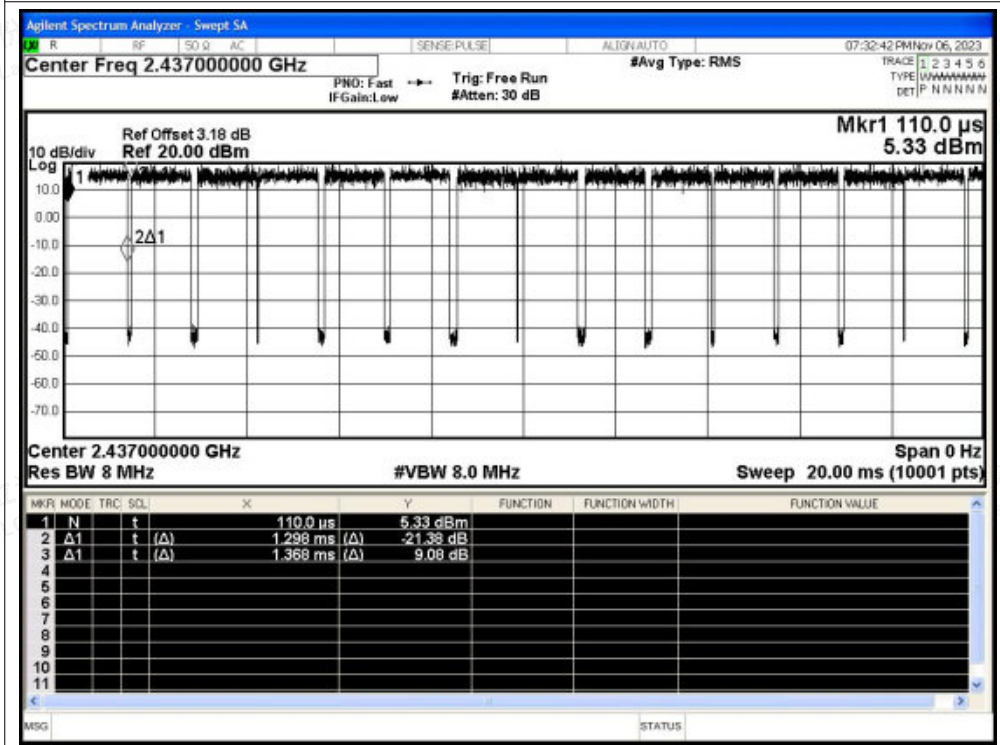 Agilent Spectrum Analyzer - Swept SA
R RF 50 Ω AC SENSE:PULSE ALIGN AUTO 07:32:42 PM Nov 06, 2023
Center Freq 2.437000000 GHz #Avg Type: RMS TRACE 1 2 3 4 5 6
PNO: Fast Trig: Free Run TYPE WWWWWW
IFGain:Low #Atten: 30 dB DET P N N N N N
Mkr1 110.0 µs
Ref Offset 3.18 dB 5.33 dBm
10 dB/div Ref 20.00 dBm
Log
1
10.0
0.00
2Δ1
-10.0
-20.0
-30.0
-40.0
-50.0
-60.0
-70.0
Center 2.437000000 GHz Span 0 Hz
Res BW 8 MHz #VBW 8.0 MHz Sweep 20.00 ms (10001 pts)
MKR MODE TRC SCL X Y FUNCTION FUNCTION WIDTH FUNCTION VALUE
1 N t 110.0 µs 5.33 dBm
2 Δ1 t (Δ) 1.298 ms (Δ) -21.38 dB
3 Δ1 t (Δ) 1.368 ms (Δ) 9.08 dB
4
5
6
7
8
9
10
11
MSG STATUS